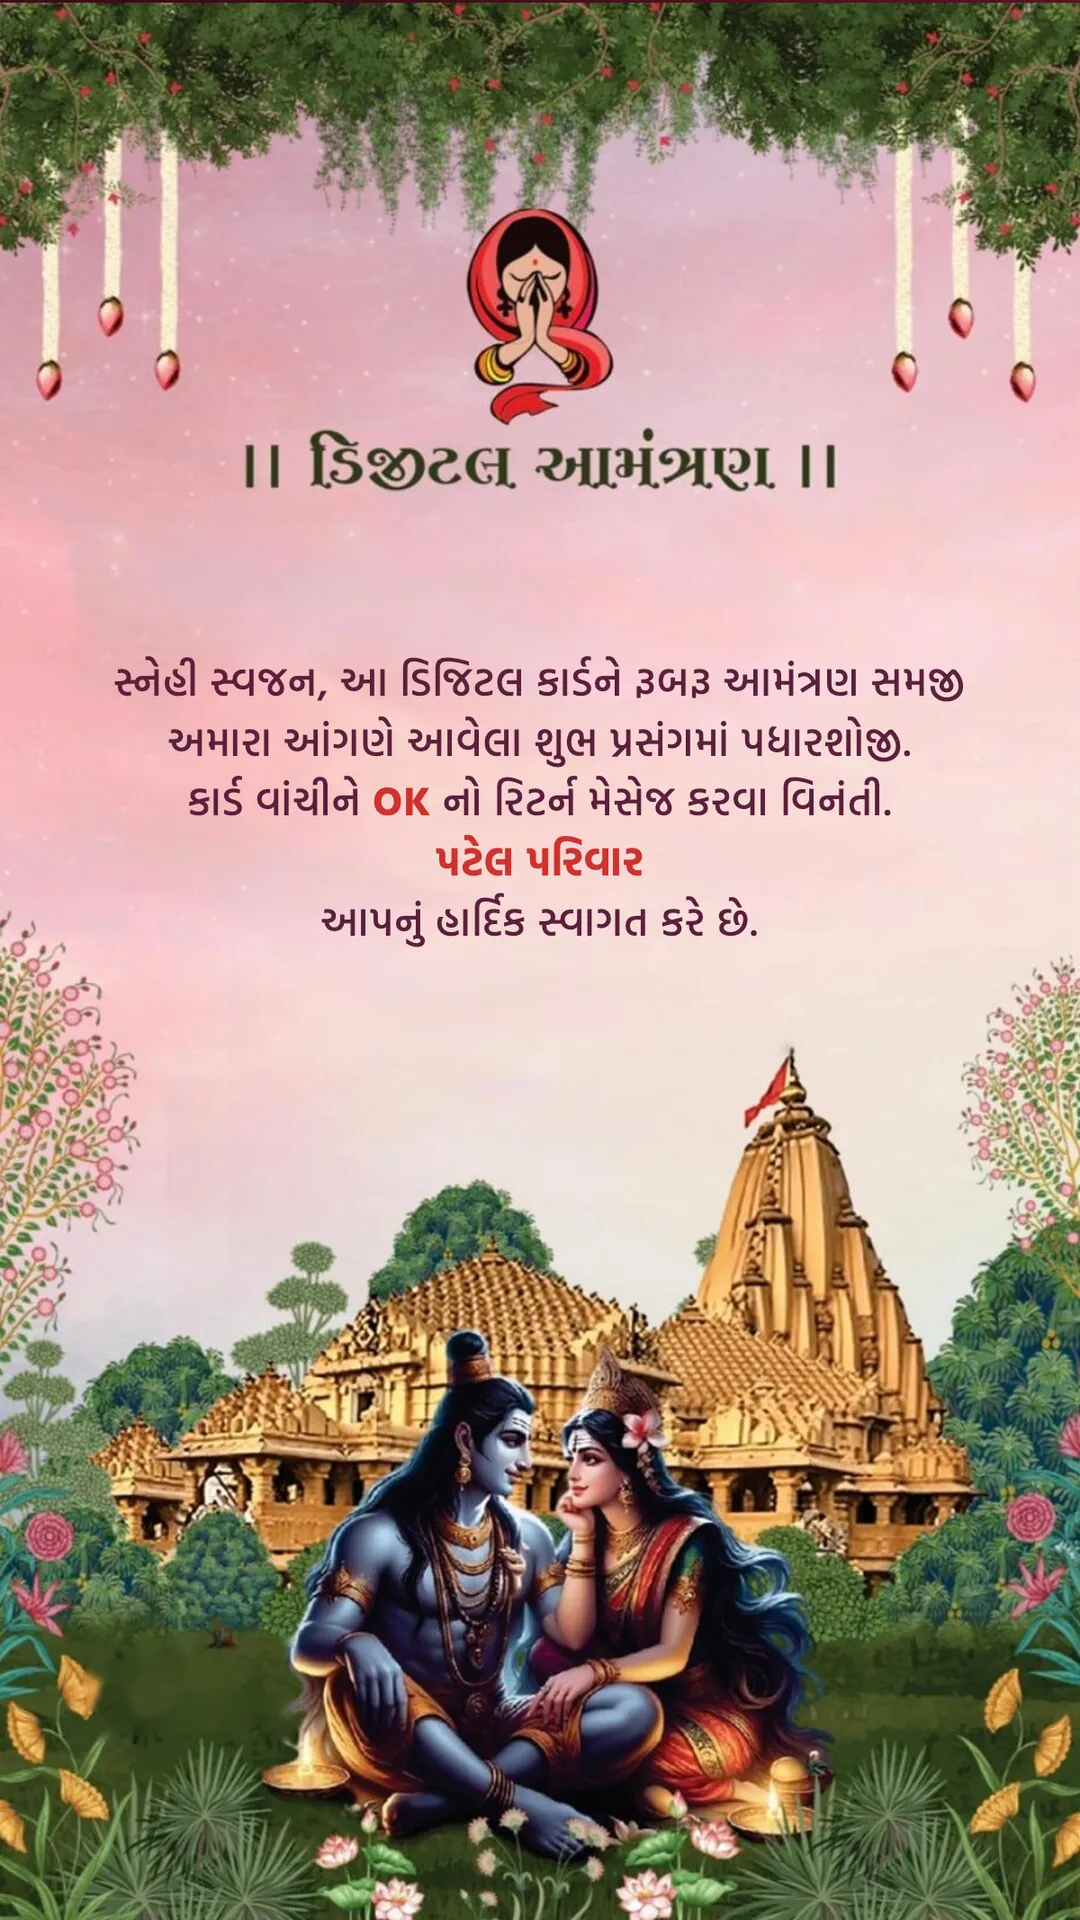 || ડિજીટલ આમંત્રણ ||
સ્નેહી સ્વજન, આ ડિજિટલ કાર્ડને રૂબરૂ આમંત્રણ સમજી
અમારા આંગણે આવેલા શુભ પ્રસંગમાં પધારશોજી.
કાર્ડ વાંચીને OK નો રિટર્ન મેસેજ કરવા વિનંતી.
પટેલ પરિવાર
આપનું હાર્દિક સ્વાગત કરે છે.